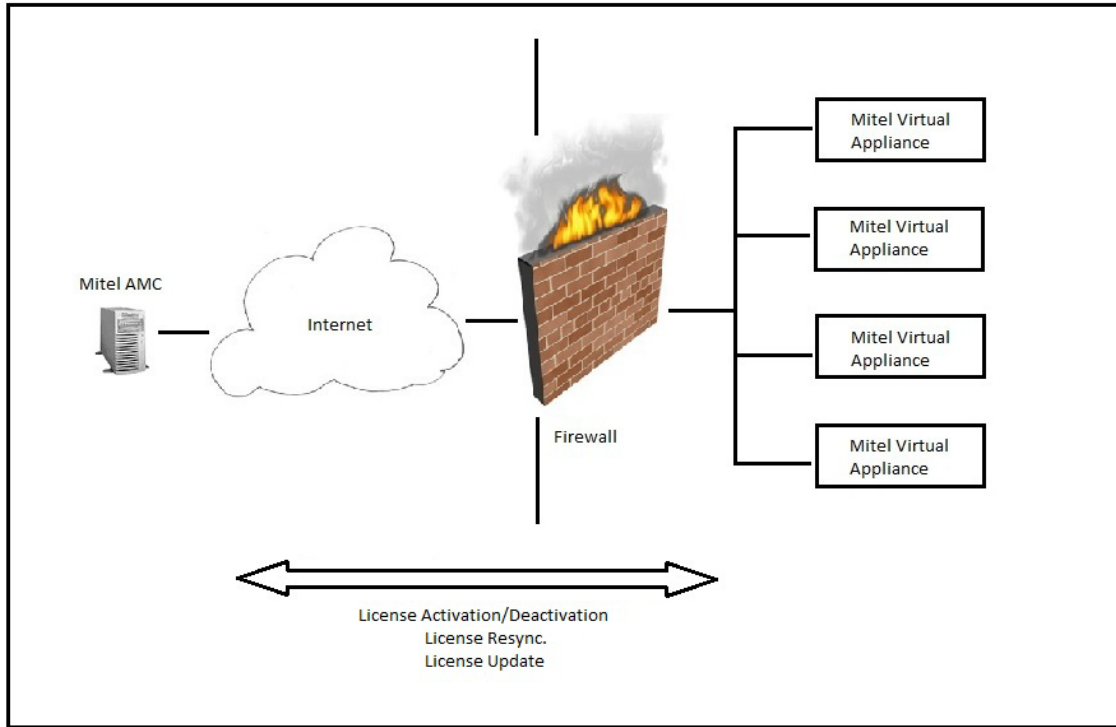 Mitel AMC
Internet
Firewall
Mitel Virtual
Appliance
Mitel Virtual
Appliance
Mitel Virtual
Appliance
Mitel Virtual
Appliance
License Activation/Deactivation
License Resync.
License Update